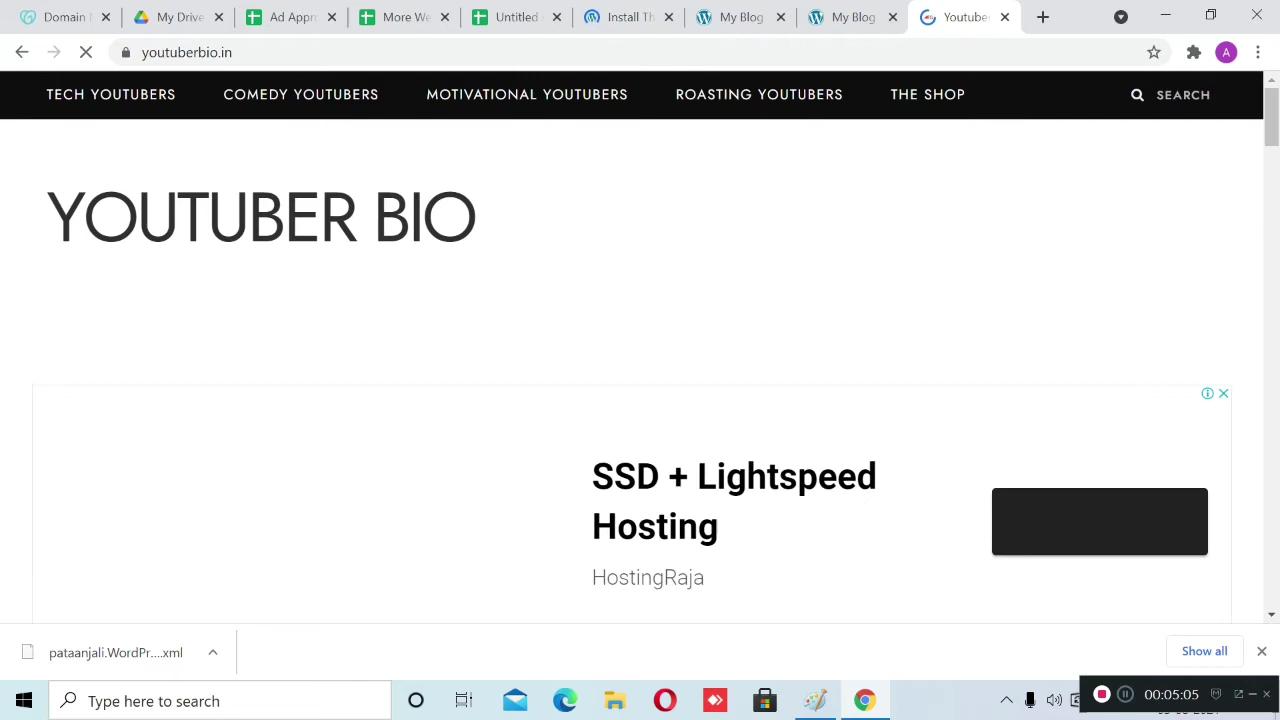 Domain My Drive Ad Appro More We Untitled Install Th My Blog My Blog Youtube
youtuberbio.in
A
TECH YOUTUBERS COMEDY YOUTUBERS MOTIVATIONAL YOUTUBERS ROASTING YOUTUBERS THE SHOP SEARCH
YOUTUBER BIO
SSD + Lightspeed
Hosting
HostingRaja
pataanjali.WordPr....xml
Show all
Type here to search
00:05:05